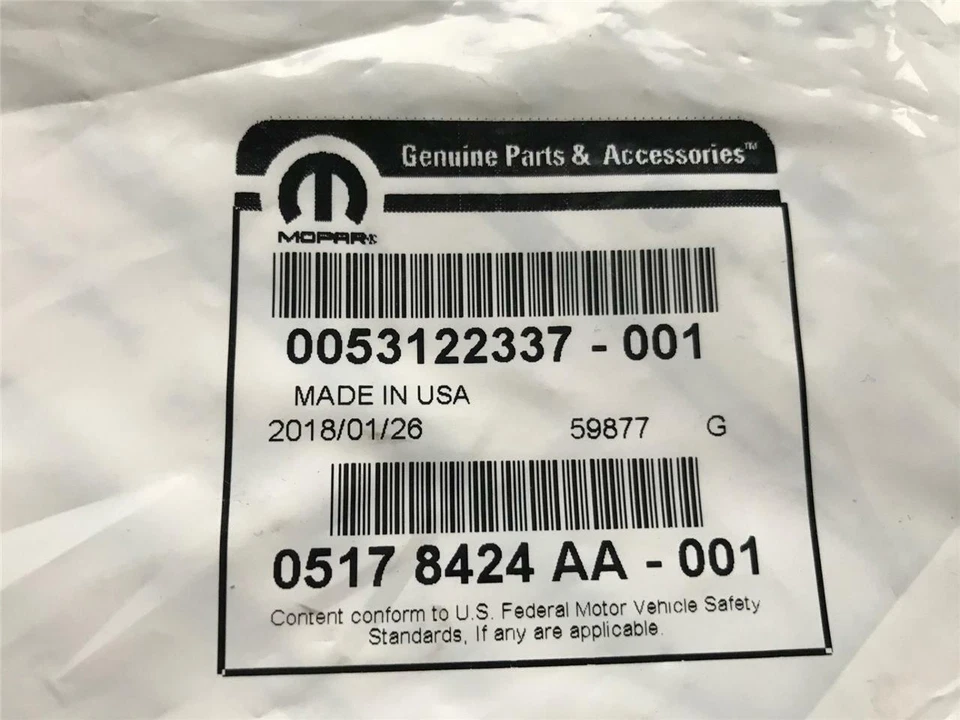 Genuine Parts & Accessories™
MOPAR
0053122337 - 001
MADE IN USA
2018/01/26 59877 G
0517 8424 AA - 001
Content conform to U.S. Federal Motor Vehicle Safety
Standards, If any are applicable.